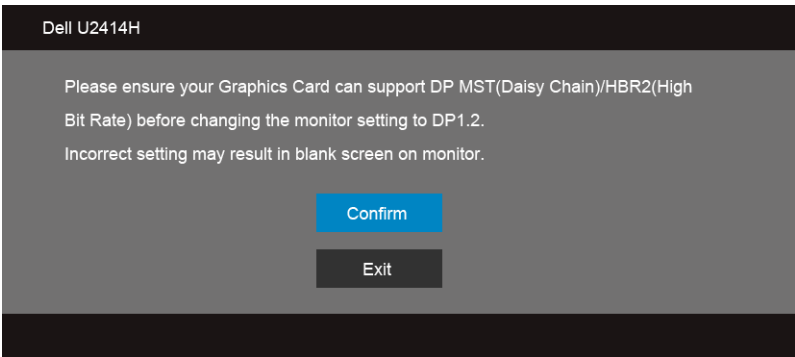 Dell U2414H
Please ensure your Graphics Card can support DP MST(Daisy Chain)/HBR2(High
Bit Rate) before changing the monitor setting to DP1.2.
Incorrect setting may result in blank screen on monitor.
Confirm
Exit